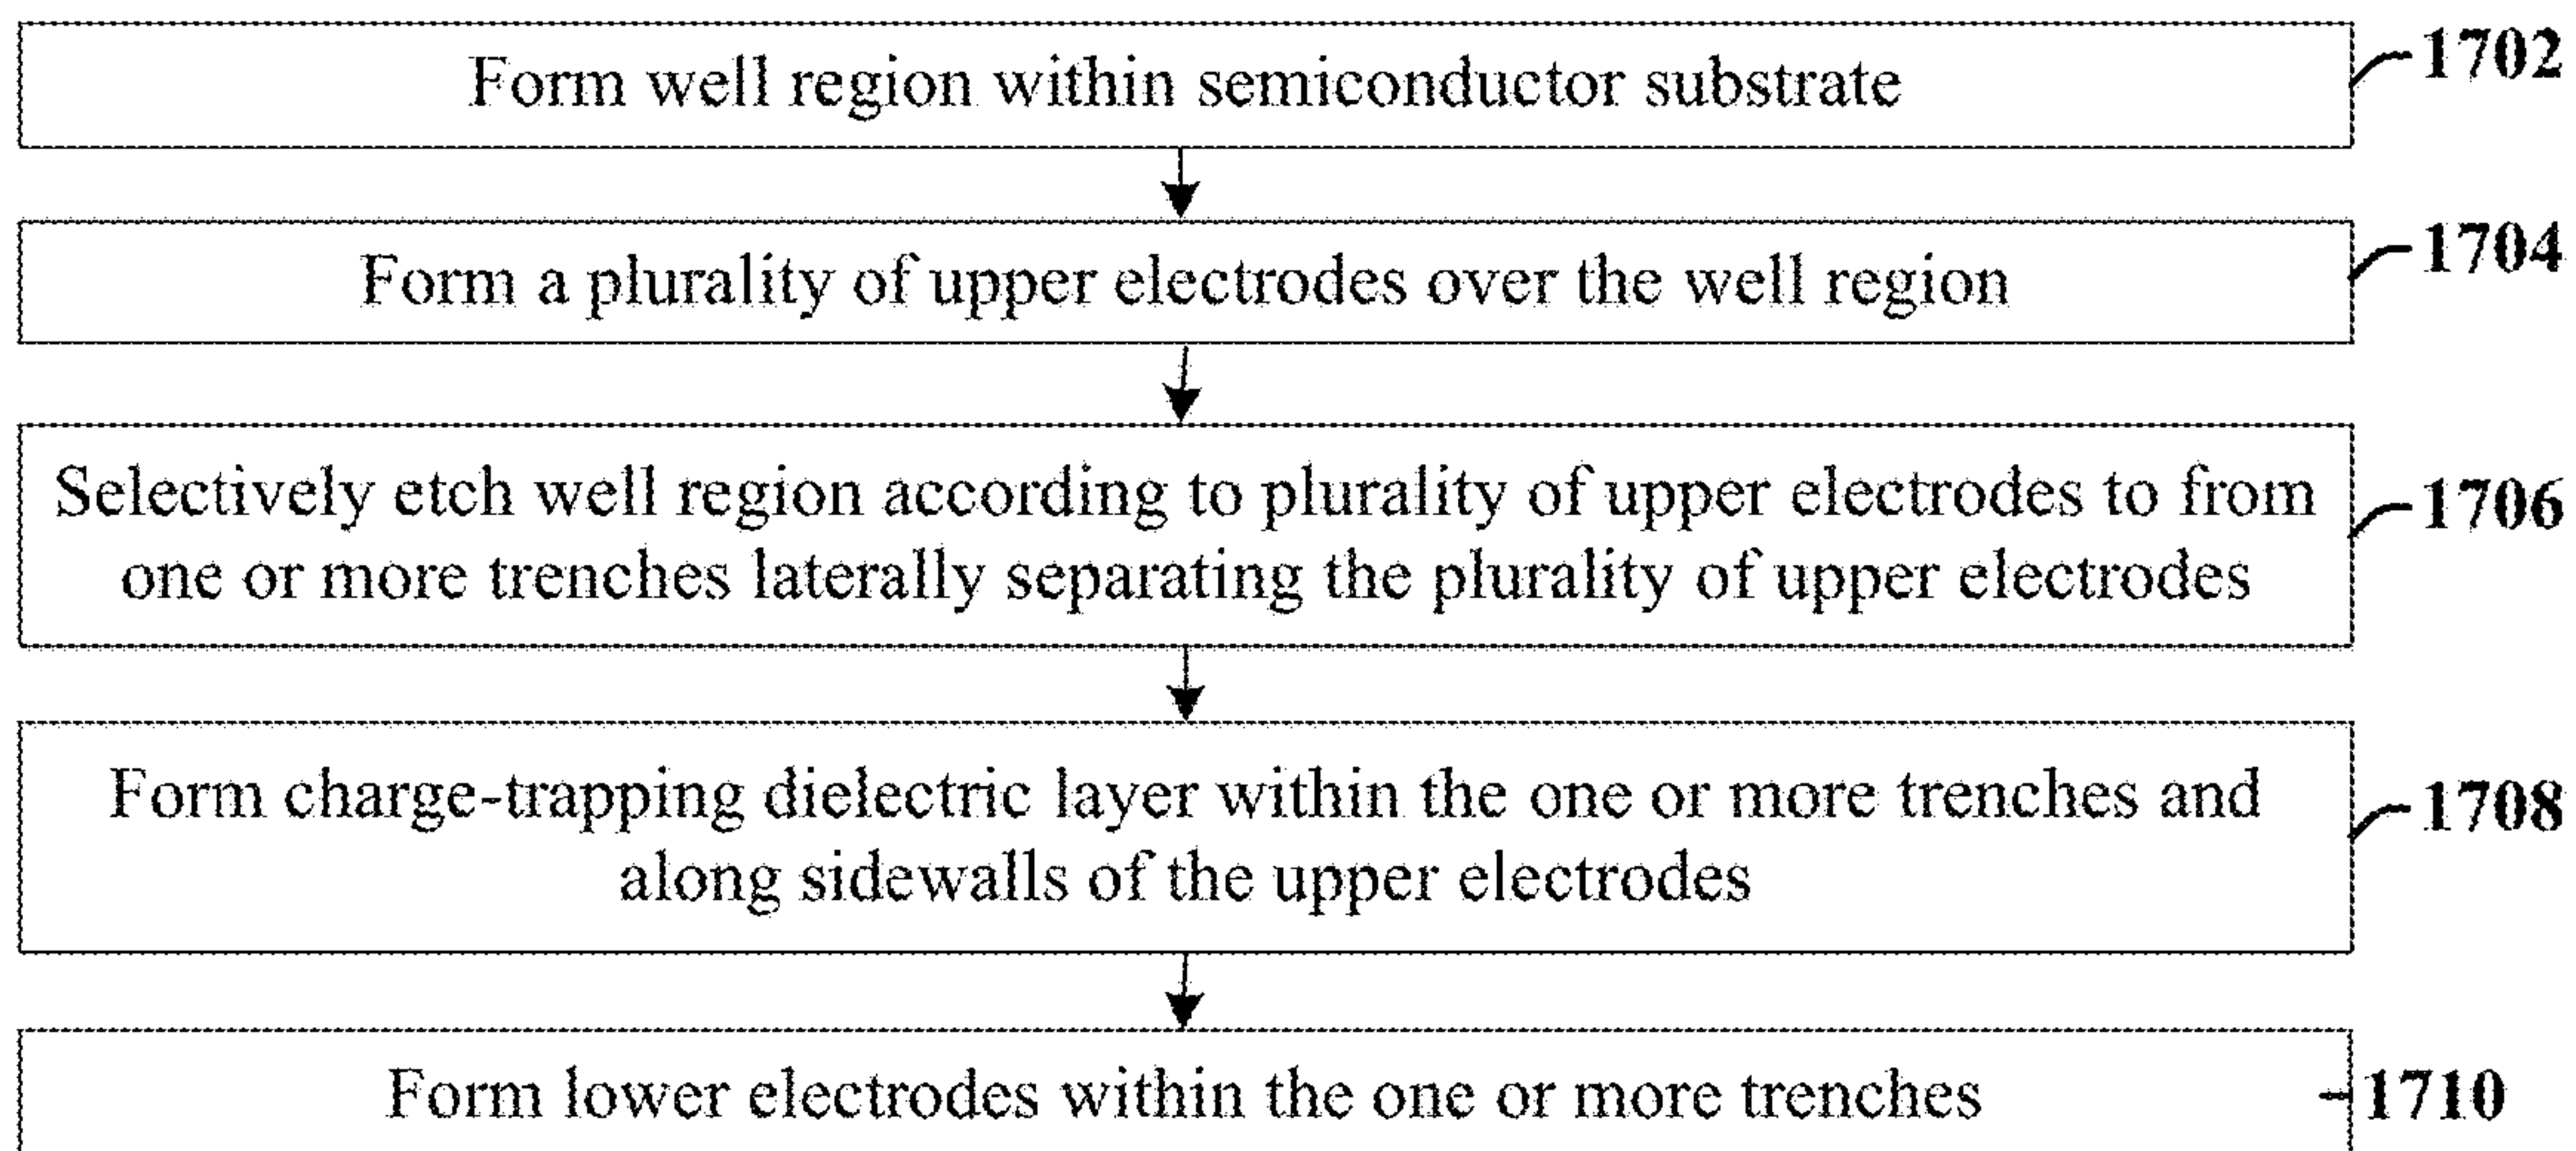 Form well region within semiconductor substrate
1702
Form a plurality of upper electrodes over the well region
1704
Selectively etch well region according to plurality of upper electrodes to from
one or more trenches laterally separating the plurality of upper electrodes
1706
Form charge-trapping dielectric layer within the one or more trenches and
along sidewalls of the upper electrodes
1708
Form lower electrodes within the one or more trenches
1710